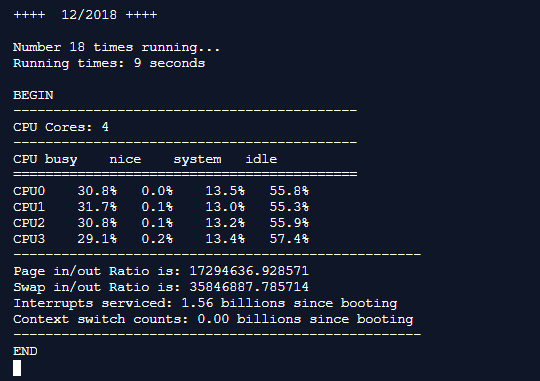 ++++  12/2018 ++++
Number 18 times running...
Running times: 9 seconds
BEGIN
-------------------------------------------
CPU Cores: 4
-------------------------------------------
CPU busy    nice    system   idle
===========================================
CPU0    30.8%   0.0%    13.5%   55.8%
CPU1    31.7%   0.1%    13.0%   55.3%
CPU2    30.8%   0.1%    13.2%   55.9%
CPU3    29.1%   0.2%    13.4%   57.4%
---------------------------------------------------
Page in/out Ratio is: 17294636.928571
Swap in/out Ratio is: 35846887.785714
Interrupts serviced: 1.56 billions since booting
Context switch counts: 0.00 billions since booting
---------------------------------------------------
END